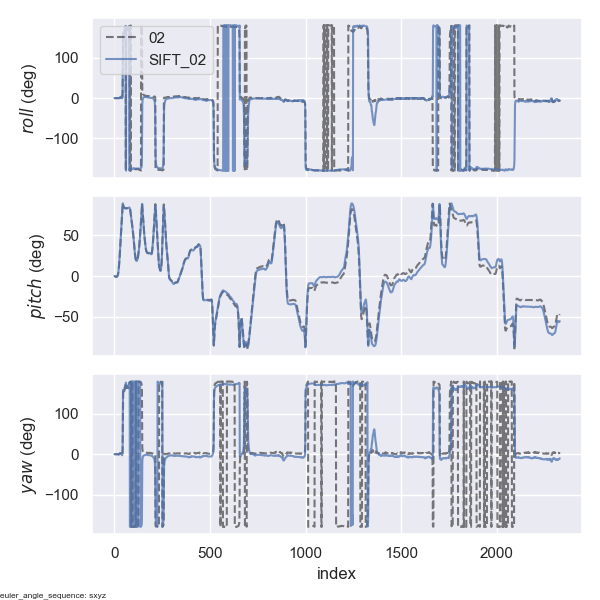 02
SIFT_02
roll (deg)
100
0
−100
pitch (deg)
50
0
−50
yaw (deg)
100
0
−100
0 500 1000 1500 2000
index
euler_angle_sequence: sxyz